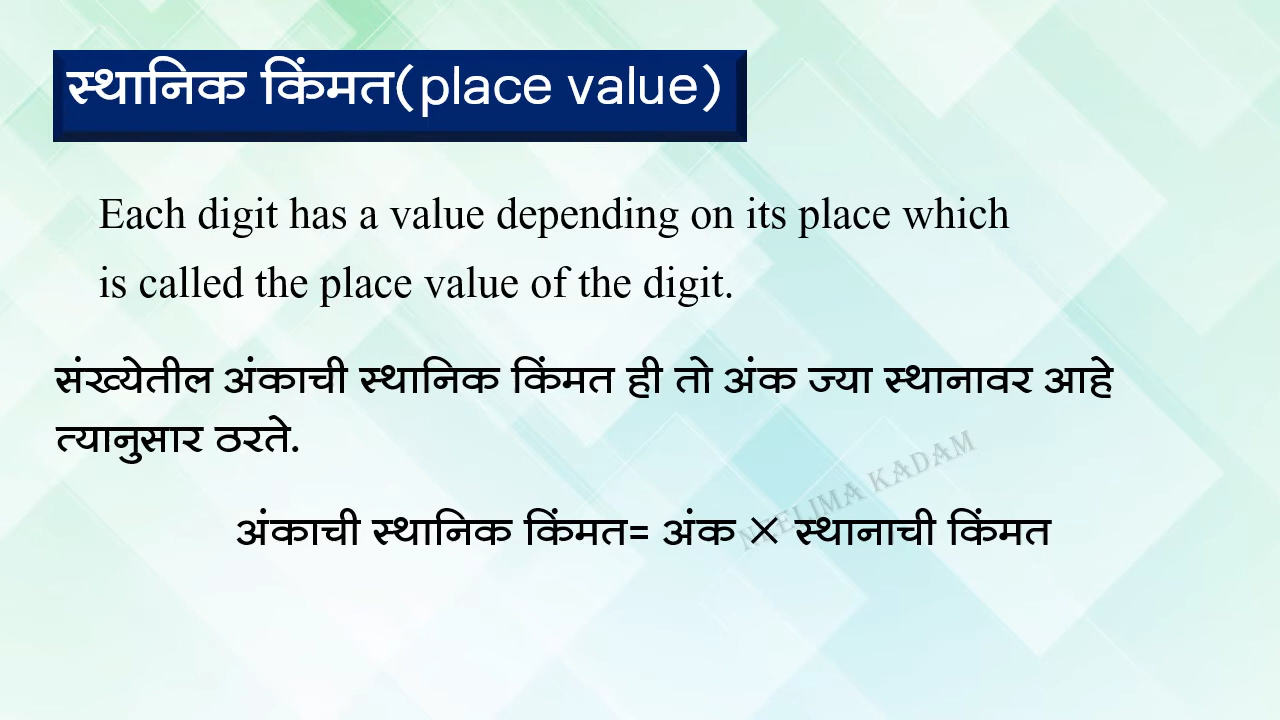 स्थानिक किंमत(place value)
Each digit has a value depending on its place which
is called the place value of the digit.
संख्येतील अंकाची स्थानिक किंमत ही तो अंक ज्या स्थानावर आहे
त्यानुसार ठरते.
NEELIMA KADAM
अंकाची स्थानिक किंमत= अंक × स्थानाची किंमत